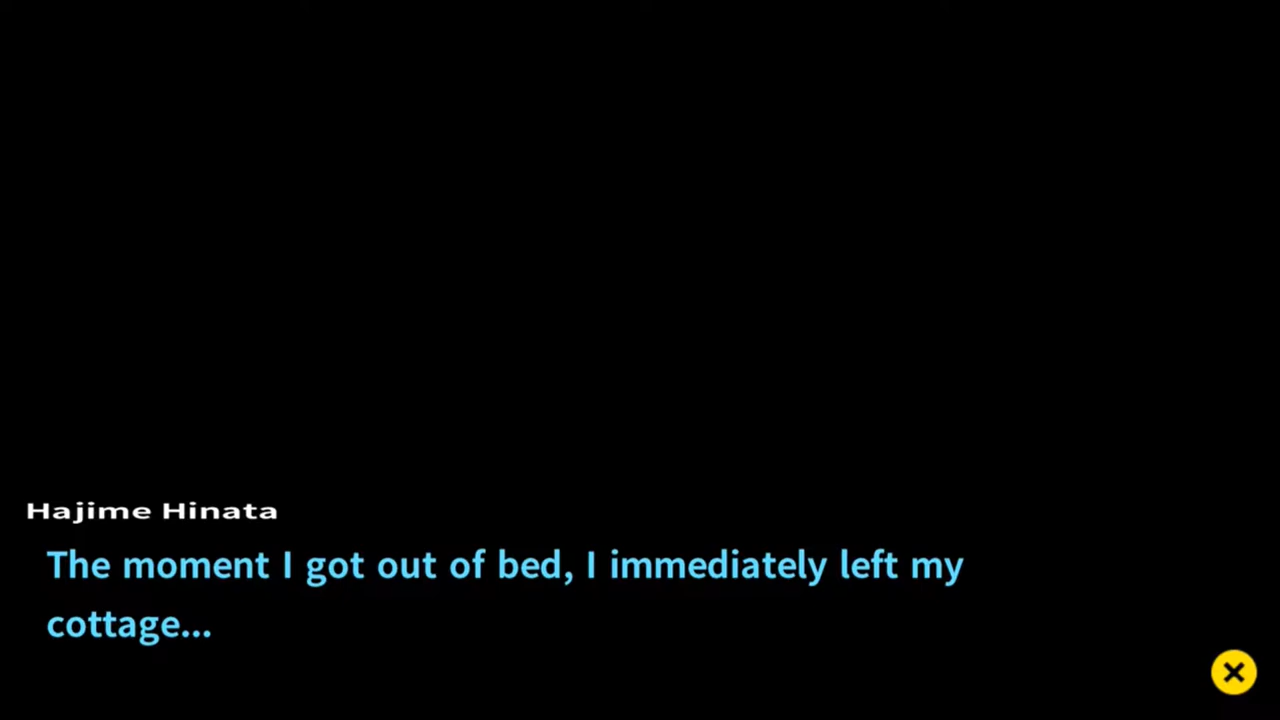 Hajime Hinata
The moment I got out of bed, I immediately left my
cottage...